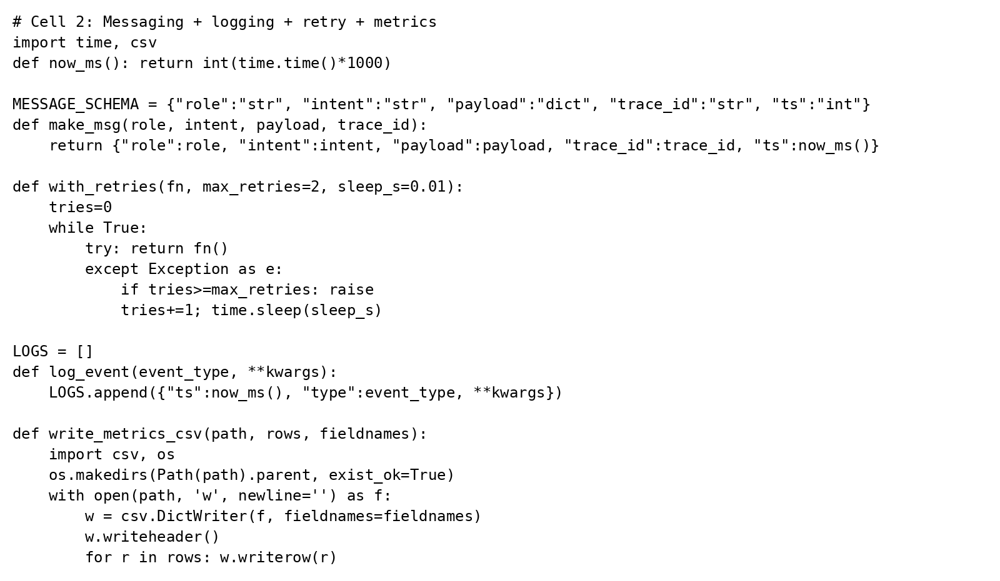 # Cell 2: Messaging + logging + retry + metrics
import time, csv
def now_ms(): return int(time.time()*1000)

MESSAGE_SCHEMA = {"role":"str", "intent":"str", "payload":"dict", "trace_id":"str", "ts":"int"}
def make_msg(role, intent, payload, trace_id):
    return {"role":role, "intent":intent, "payload":payload, "trace_id":trace_id, "ts":now_ms()}

def with_retries(fn, max_retries=2, sleep_s=0.01):
    tries=0
    while True:
        try: return fn()
        except Exception as e:
            if tries>=max_retries: raise
            tries+=1; time.sleep(sleep_s)

LOGS = []
def log_event(event_type, **kwargs):
    LOGS.append({"ts":now_ms(), "type":event_type, **kwargs})

def write_metrics_csv(path, rows, fieldnames):
    import csv, os
    os.makedirs(Path(path).parent, exist_ok=True)
    with open(path, 'w', newline='') as f:
        w = csv.DictWriter(f, fieldnames=fieldnames)
        w.writeheader()
        for r in rows: w.writerow(r)